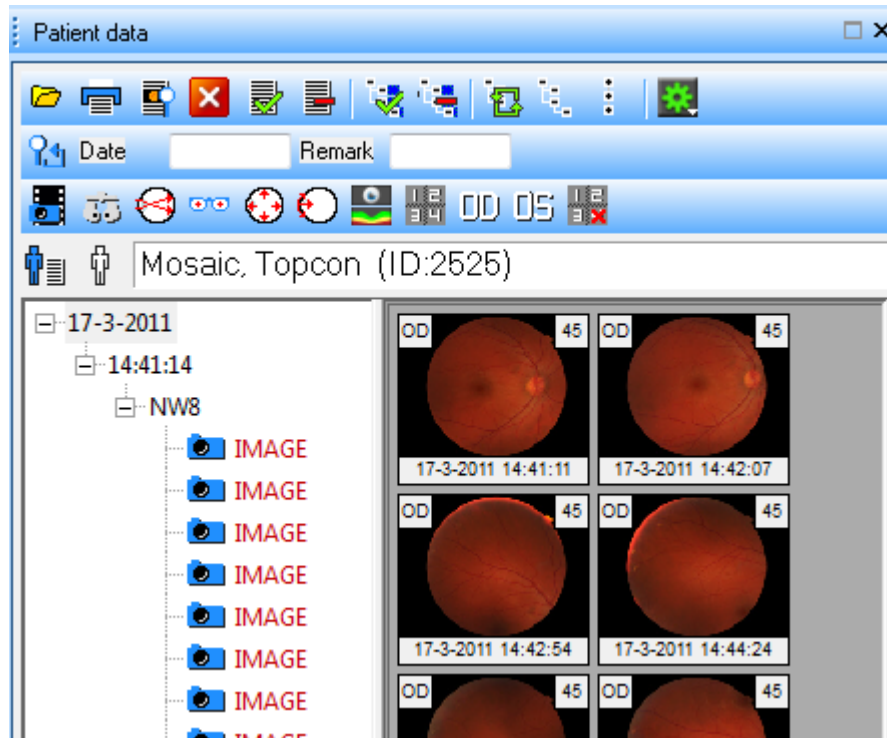 Patient data
Date Remark
OD OS
Mosaic, Topcon (ID:2525)
17-3-2011
14:41:14
NW8
IMAGE
IMAGE
IMAGE
IMAGE
IMAGE
IMAGE
IMAGE
IMAGE
OD 45 OD 45
17-3-2011 14:41:11 17-3-2011 14:42:07
OD 45 OD 45
17-3-2011 14:42:54 17-3-2011 14:44:24
OD 45 OD 45